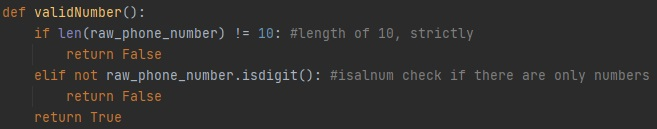 def validNumber():
    if len(raw_phone_number) != 10: #length of 10, strictly
        return False
    elif not raw_phone_number.isdigit(): #isalnum check if there are only numbers
        return False
    return True